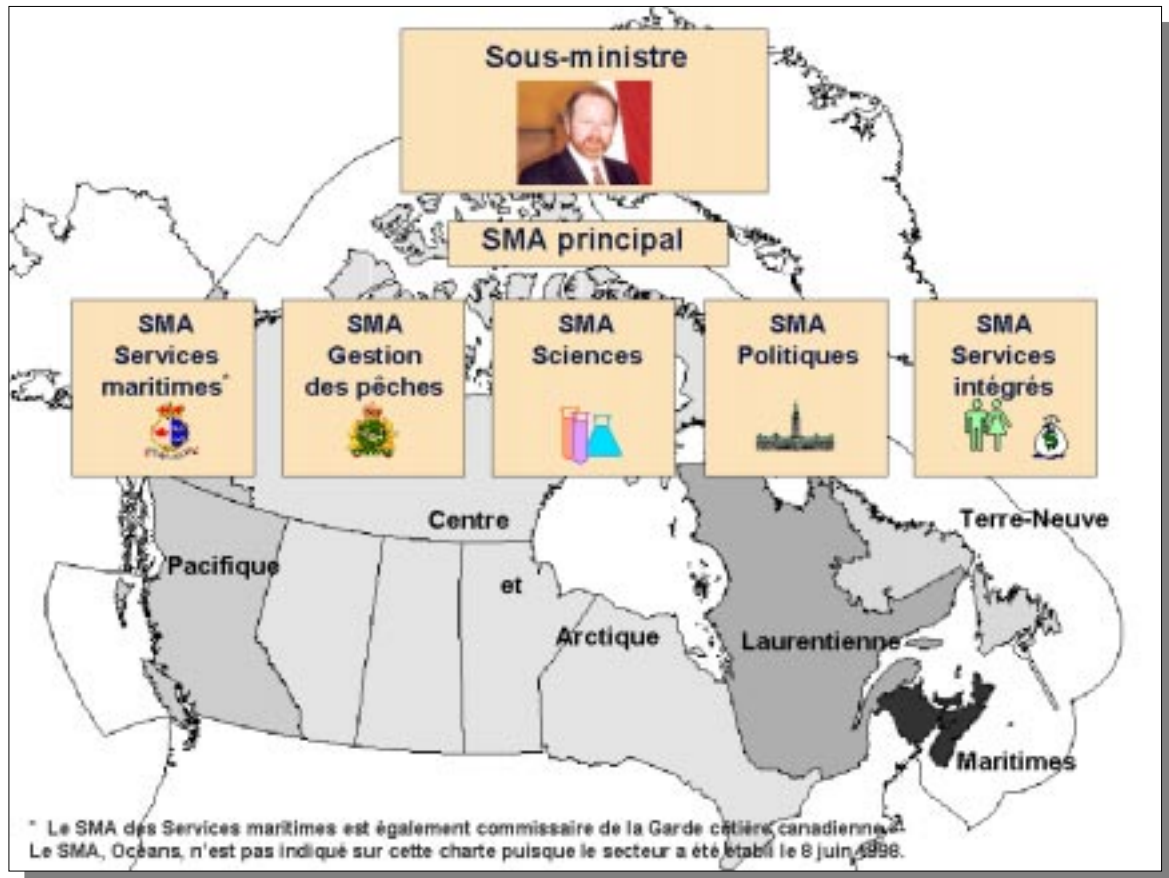 Sous-ministre
SMA principal
SMA
Services
maritimes*
SMA
Gestion
des pêches
SMA
Sciences
SMA
Politiques
SMA
Services
intégrés
$
Centre
et
Arctique
Pacifique
Terre-Neuve
Laurentienne
Maritimes
* Le SMA des Services maritimes est également commissaire de la Garde côtière canadienne.
Le SMA, Océans, n'est pas indiqué sur cette charte puisque le secteur a été établi le 8 juin 1998.